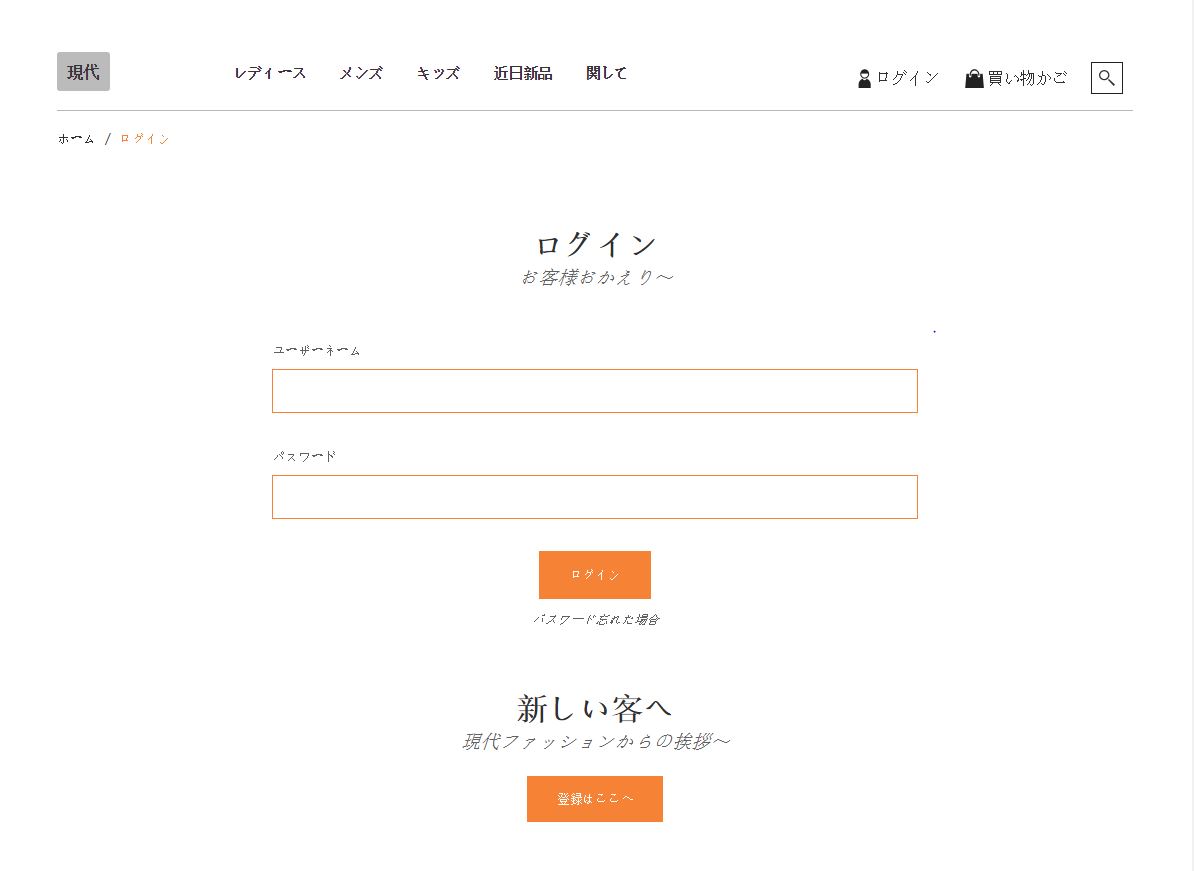 現代
レディース メンズ キッズ 近日新品 関して
ログイン 買い物かご
ホーム / ログイン
ログイン
お客様おかえり～
ユーザーネーム
パスワード
ログイン
パスワード忘れた場合
新しい客へ
現代ファッションからの挨拶～
登録はここへ